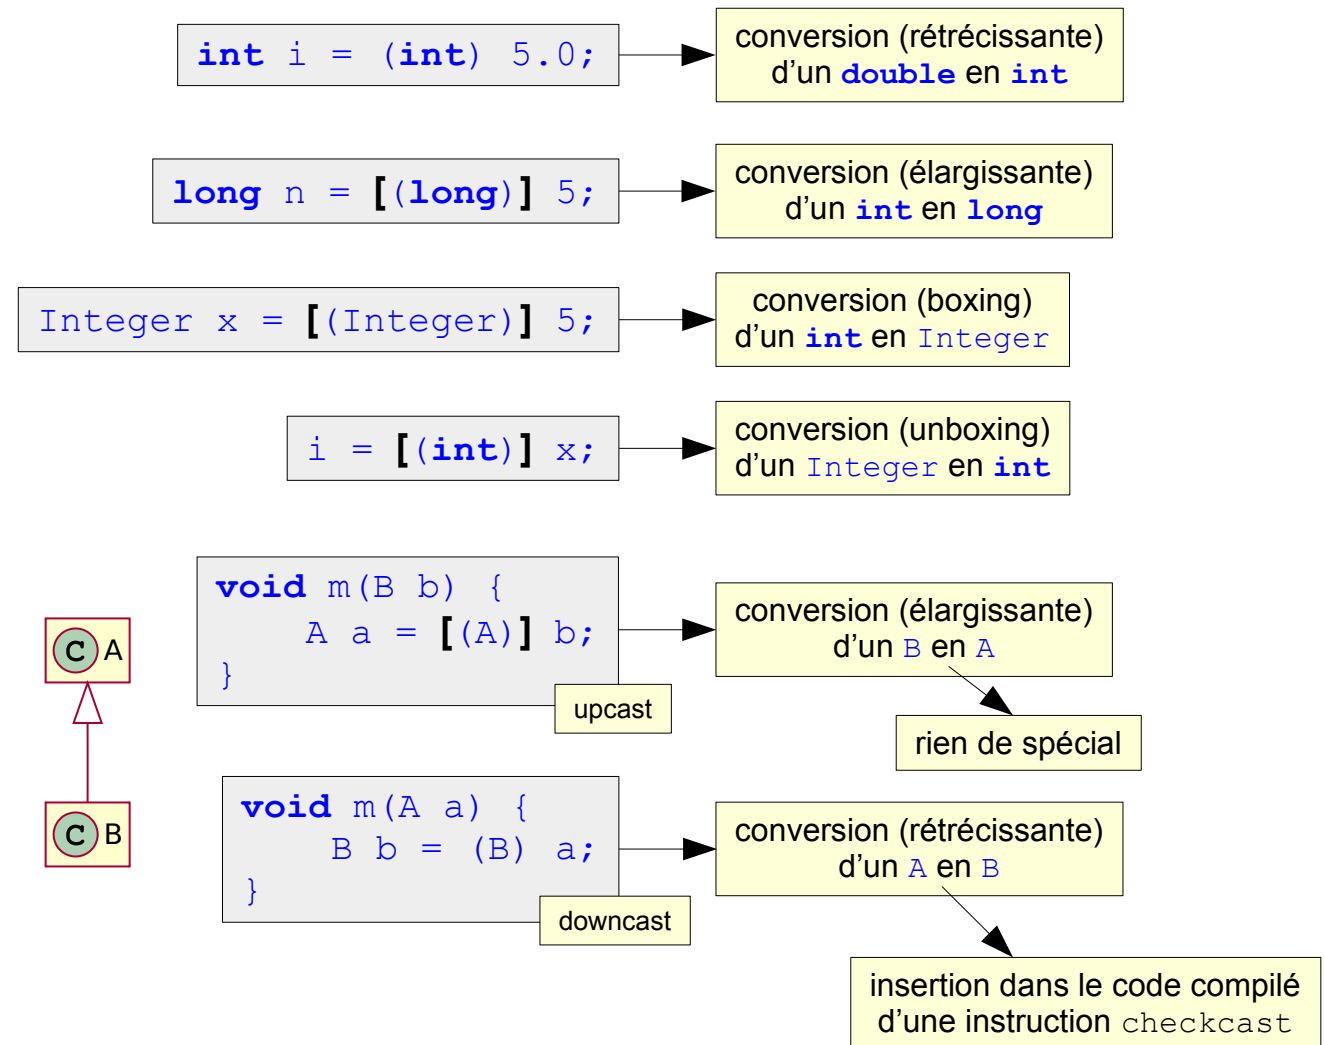 int i = (int) 5.0;
conversion (rétrécissante)
d’un double en int
long n = [(long)] 5;
conversion (élargissante)
d’un int en long
Integer x = [(Integer)] 5;
conversion (boxing)
d’un int en Integer
i = [(int)] x;
conversion (unboxing)
d’un Integer en int
C A
C B
void m(B b) {
A a = [(A)] b;
}
upcast
conversion (élargissante)
d’un B en A
rien de spécial
void m(A a) {
B b = (B) a;
}
downcast
conversion (rétrécissante)
d’un A en B
insertion dans le code compilé
d’une instruction checkcast